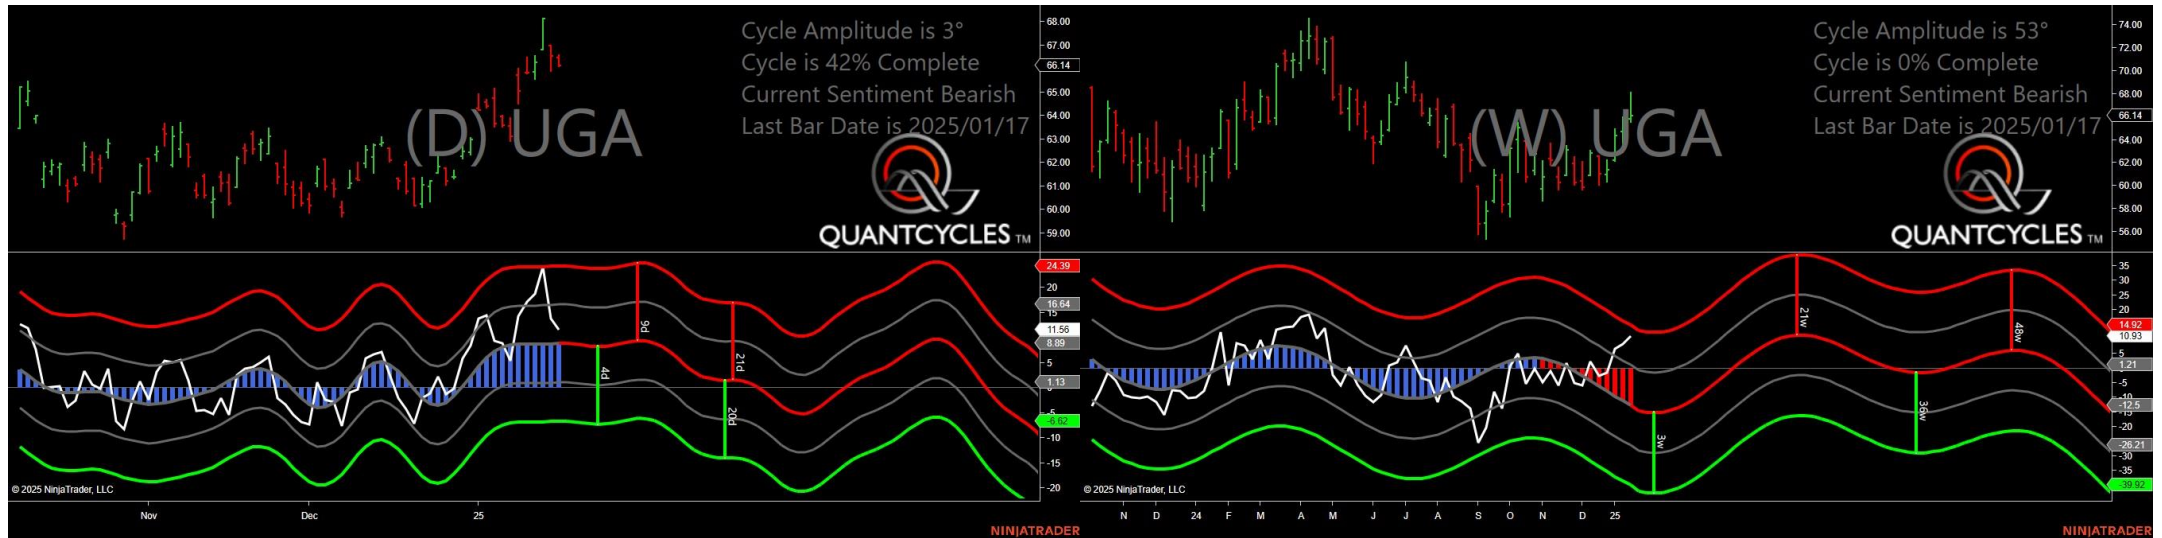 Cycle Amplitude is 3°
Cycle is 42% Complete
Current Sentiment Bearish
Last Bar Date is 2025/01/17
(D) UGA
QUANTCYCLES TM
68.00
67.00
66.14
65.00
64.00
63.00
62.00
61.00
60.00
59.00
24.39
20
16.64
15
11.56
8.89
5
1.13
-5
-6.62
-10
-15
-20
9d
4d
21d
20d
© 2025 NinjaTrader, LLC
Nov
Dec
25
NINJATRADER
Cycle Amplitude is 53°
Cycle is 0% Complete
Current Sentiment Bearish
Last Bar Date is 2025/01/17
(W) UGA
QUANTCYCLES TM
74.00
72.00
70.00
68.00
66.14
64.00
62.00
60.00
58.00
56.00
35
30
25
20
14.92
10.93
5
1.21
-5
-10
-12.5
-15
-20
-26.21
-30
-35
-39.92
21w
48w
36w
3w
© 2025 NinjaTrader, LLC
N D 24 F M A M J J A S O N D 25
NINJATRADER